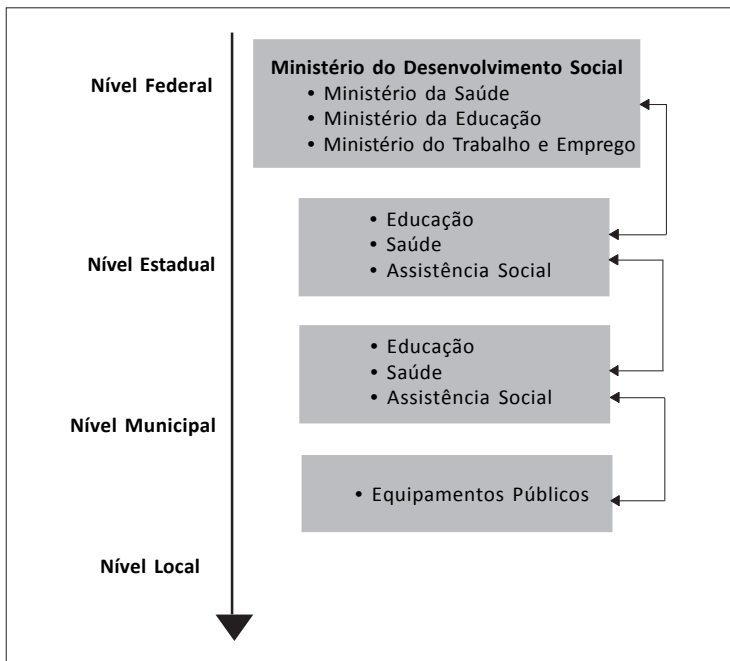 Nível Federal
Ministério do Desenvolvimento Social
• Ministério da Saúde
• Ministério da Educação
• Ministério do Trabalho e Emprego
Nível Estadual
• Educação
• Saúde
• Assistência Social
Nível Municipal
• Educação
• Saúde
• Assistência Social
Nível Local
• Equipamentos Públicos